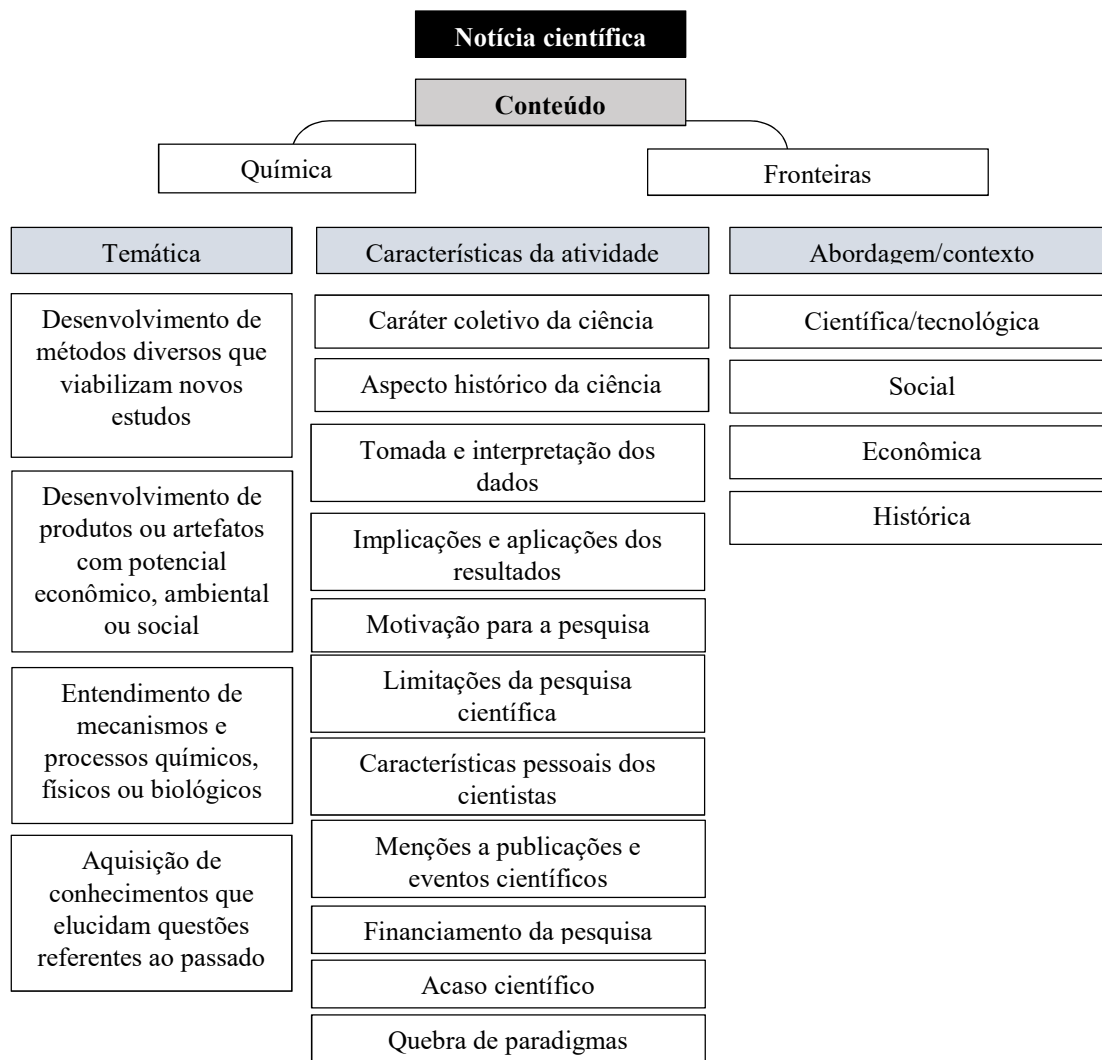 Notícia científica
Conteúdo
Química
Fronteiras
Temática
Desenvolvimento de
métodos diversos que
viabilizam novos
estudos
Desenvolvimento de
produtos ou artefatos
com potencial
econômico, ambiental
ou social
Entendimento de
mecanismos e
processos químicos,
físicos ou biológicos
Aquisição de
conhecimentos que
elucidam questões
referentes ao passado
Características da atividade
Caráter coletivo da ciência
Aspecto histórico da ciência
Tomada e interpretação dos
dados
Implicações e aplicações dos
resultados
Motivação para a pesquisa
Limitações da pesquisa
científica
Características pessoais dos
cientistas
Menções a publicações e
eventos científicos
Financiamento da pesquisa
Acaso científico
Quebra de paradigmas
Abordagem/contexto
Científica/tecnológica
Social
Econômica
Histórica